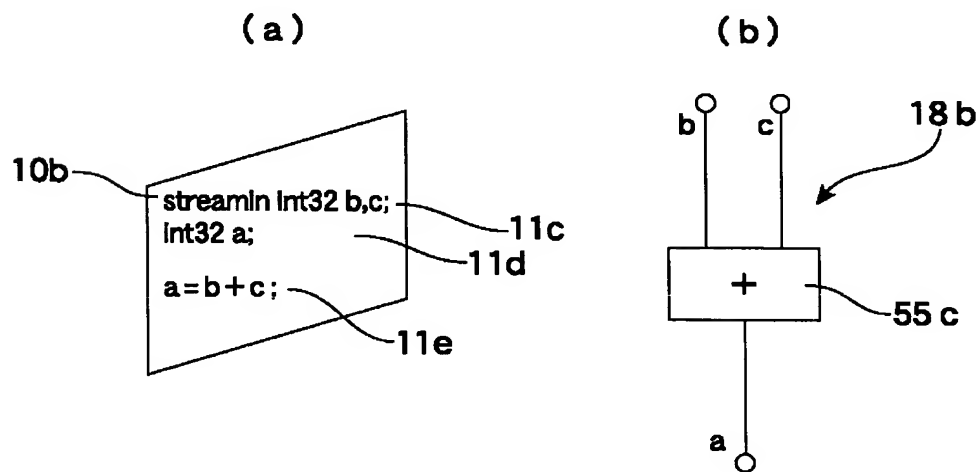 (a)
(b)
10b
streamin int32 b,c;
11c
int32 a;
11d
a=b+c;
11e
b
c
18b
+
55c
a